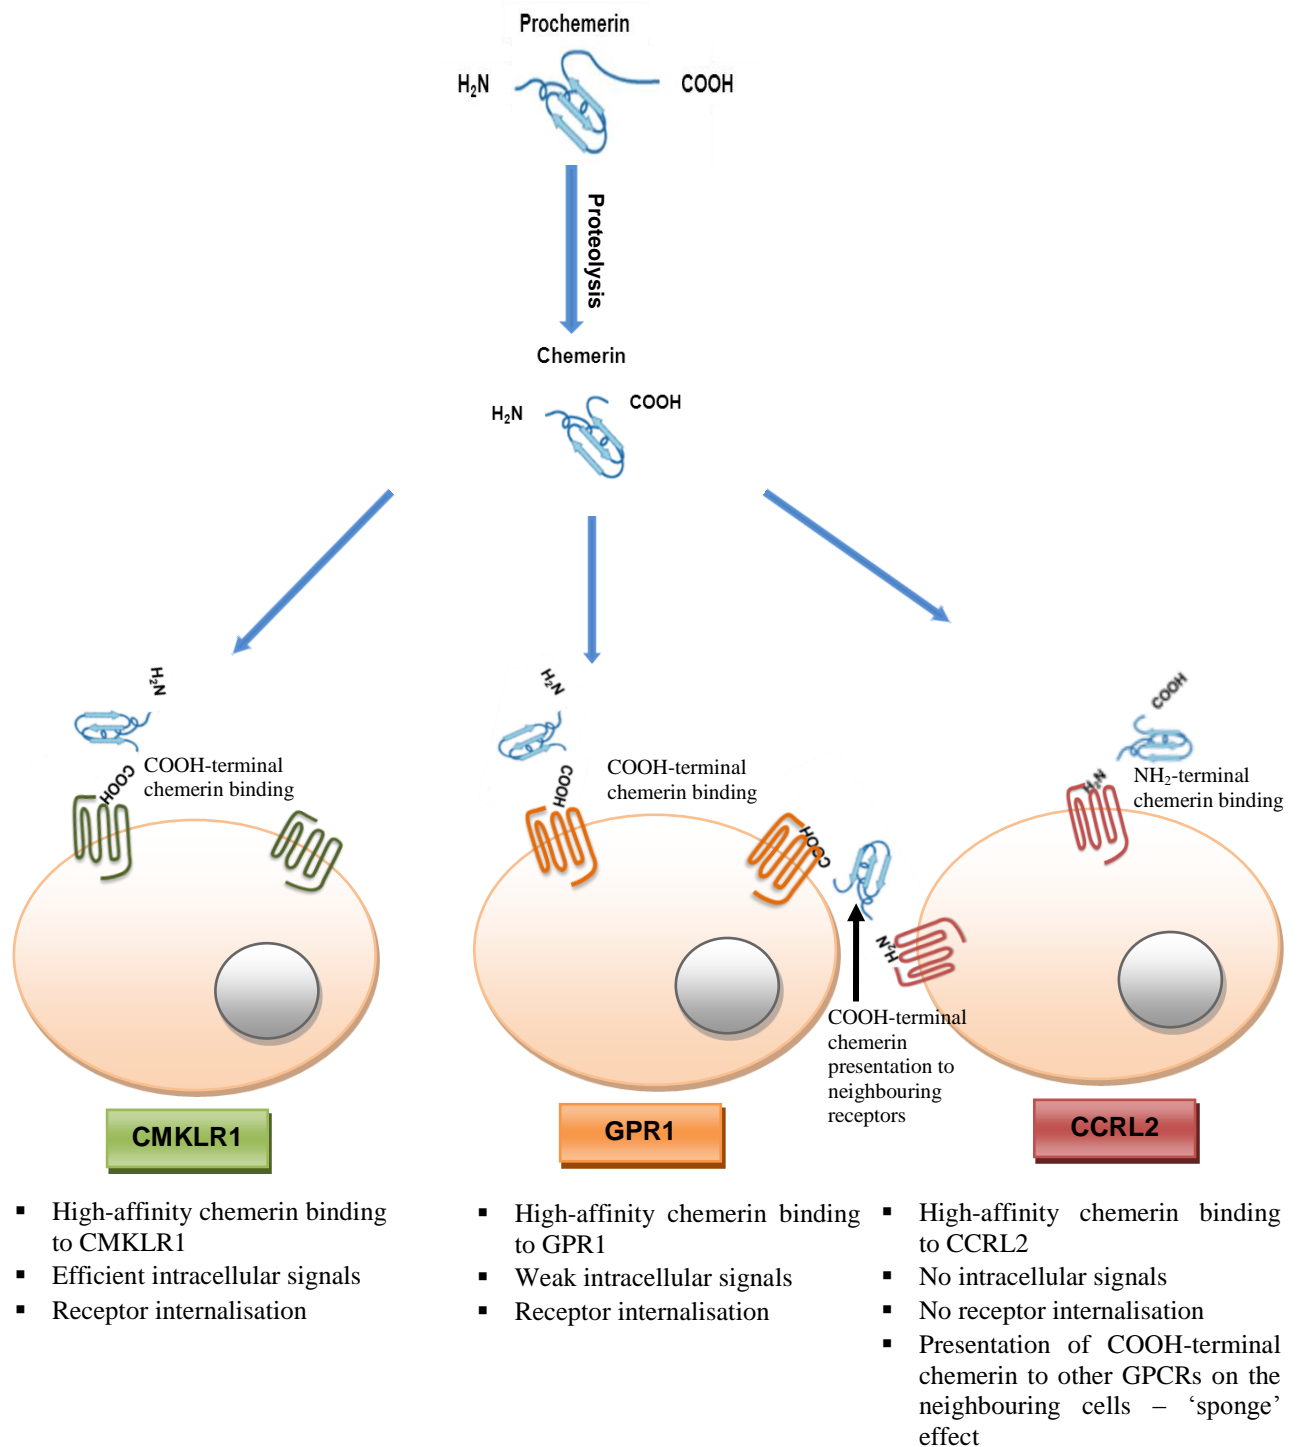 Prochemerin
H₂N
COOH
Proteolysis
Chemerin
H₂N
COOH
H₂N
COOH
COOH-terminal
chemerin binding
H₂N
COOH
COOH-terminal
chemerin binding
COOH
H₂N
COOH-terminal
chemerin
presentation to
neighbouring
receptors
COOH
H₂N
NH₂-terminal
chemerin binding
CMKLR1
▪ High-affinity chemerin binding
to CMKLR1
▪ Efficient intracellular signals
▪ Receptor internalisation
GPR1
▪ High-affinity chemerin binding
to GPR1
▪ Weak intracellular signals
▪ Receptor internalisation
CCRL2
▪ High-affinity chemerin binding
to CCRL2
▪ No intracellular signals
▪ No receptor internalisation
▪ Presentation of COOH-terminal
chemerin to other GPCRs on the
neighbouring cells – ‘sponge’
effect